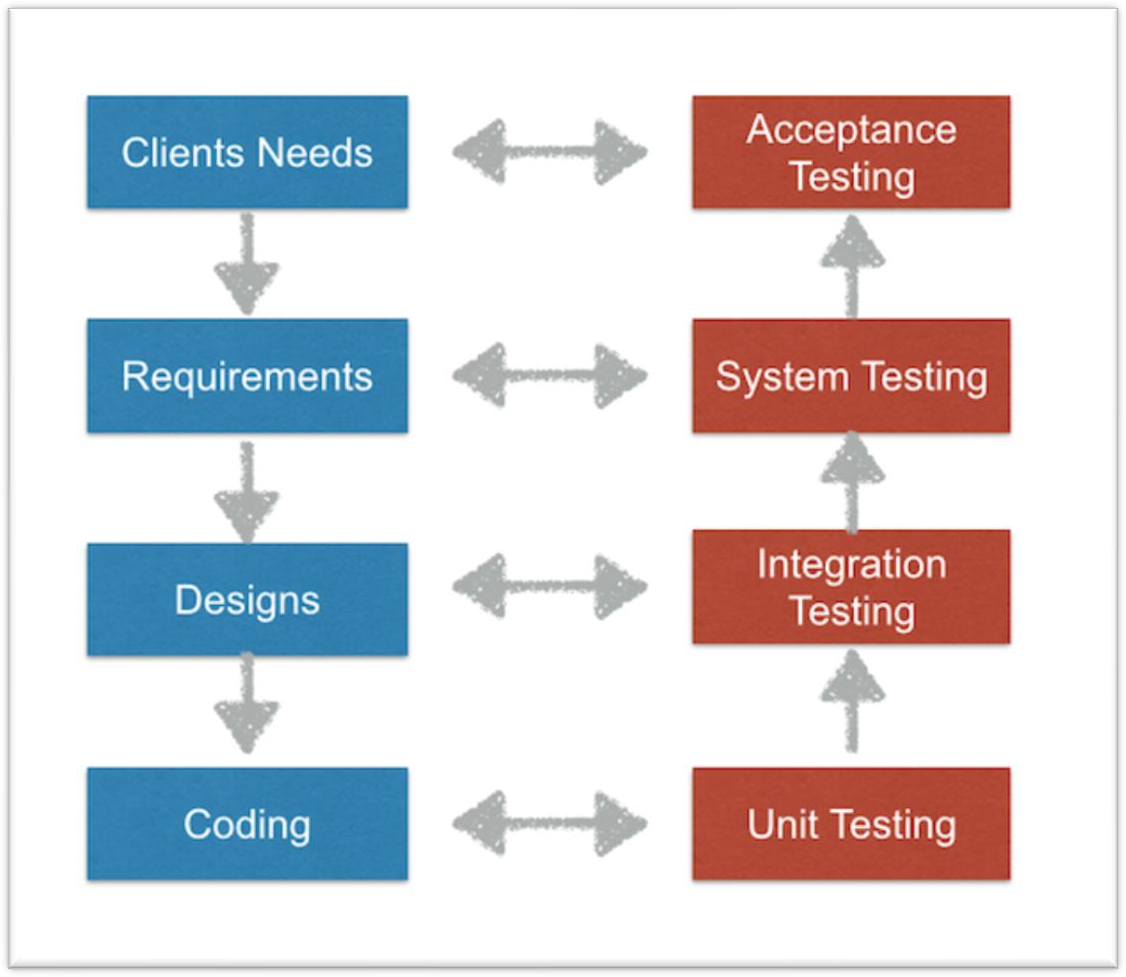 Clients Needs
Acceptance
Testing
Requirements
System Testing
Designs
Integration
Testing
Coding
Unit Testing